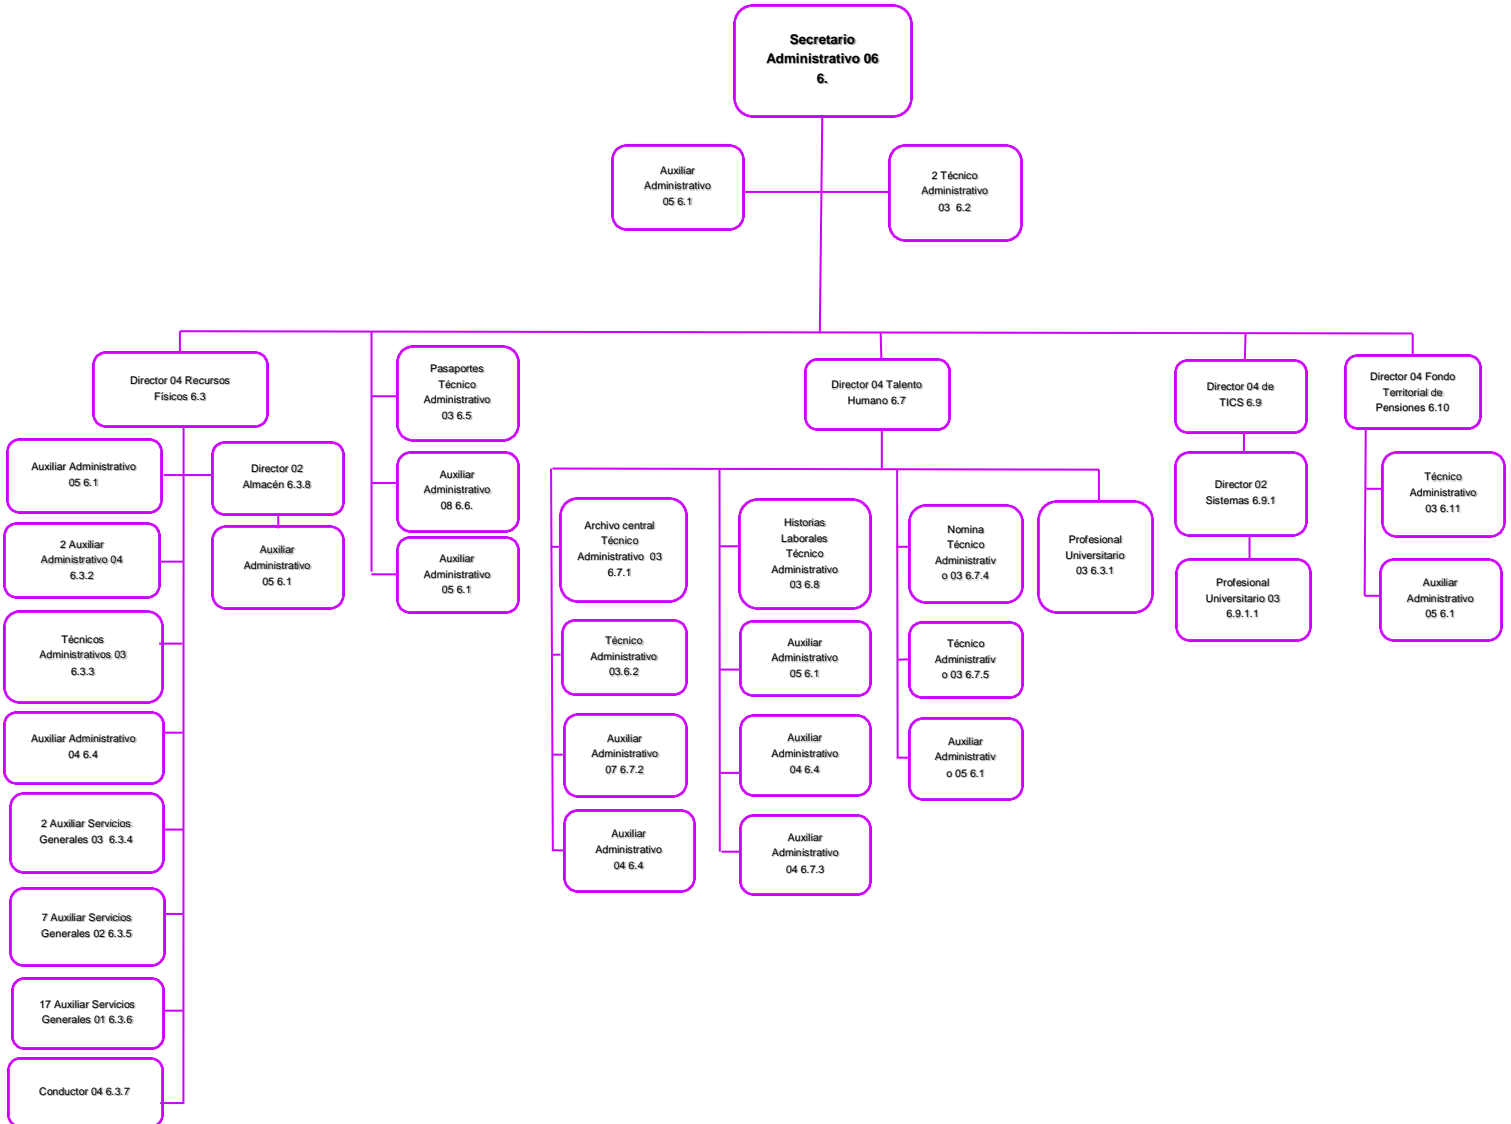 Secretario
Administrativo 06
6.
Auxiliar
Administrativo
05 6.1
2 Técnico
Administrativo
03  6.2
Director 04 Recursos
Físicos 6.3
Auxiliar Administrativo
05 6.1
2 Auxiliar
Administrativo 04
6.3.2
Técnicos
Administrativos 03
6.3.3
Auxiliar Administrativo
04 6.4
2 Auxiliar Servicios
Generales 03  6.3.4
7 Auxiliar Servicios
Generales 02 6.3.5
17 Auxiliar Servicios
Generales 01 6.3.6
Conductor 04 6.3.7
Director 02
Almacén 6.3.8
Auxiliar
Administrativo
05 6.1
Pasaportes
Técnico
Administrativo
03 6.5
Auxiliar
Administrativo
08 6.6.
Auxiliar
Administrativo
05 6.1
Director 04 Talento
Humano 6.7
Archivo central
Técnico
Administrativo  03
6.7.1
Técnico
Administrativo
03.6.2
Auxiliar
Administrativo
07 6.7.2
Auxiliar
Administrativo
04 6.4
Historias
Laborales
Técnico
Administrativo
03 6.8
Auxiliar
Administrativo
05 6.1
Auxiliar
Administrativo
04 6.4
Auxiliar
Administrativo
04 6.7.3
Nomina
Técnico
Administrativ
o 03 6.7.4
Técnico
Administrativ
o 03 6.7.5
Auxiliar
Administrativ
o 05 6.1
Profesional
Universitario
03 6.3.1
Director 04 de
TICS 6.9
Director 02
Sistemas 6.9.1
Profesional
Universitario 03
6.9.1.1
Director 04 Fondo
Territorial de
Pensiones 6.10
Técnico
Administrativo
03 6.11
Auxiliar
Administrativo
05 6.1